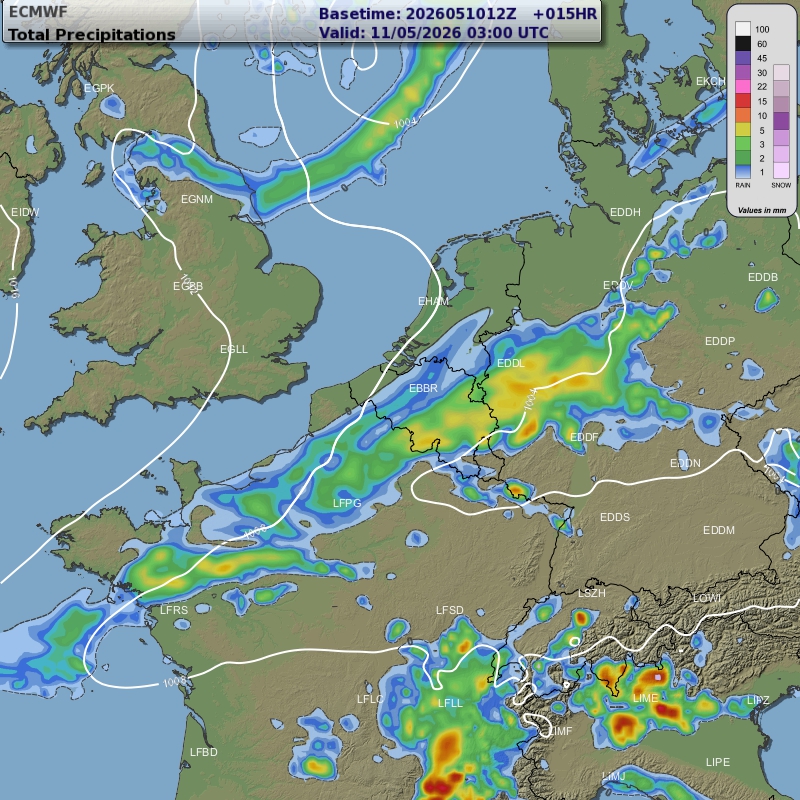 ECMWF
Total Precipitations
Basetime: 2026051012Z +015HR
Valid: 11/05/2026 03:00 UTC
100
60
45
30
22
15
10
5
3
2
1
RAIN SNOW
Values in mm
EGPK
EKCH
1004
EGNM
EIDW
EDDH
EGBB
EDDV
EDDB
EHAM
EGLL
EDDP
EDDL
EBBR
1004
EDDF
EDDN
LFPG
1006
EDDS
EDDM
LFRS
LFSD
LSZH
LOWI
1008
LFLC
LFLL
LIME
LIPZ
LIMF
LFBD
LIPE
LIMJ